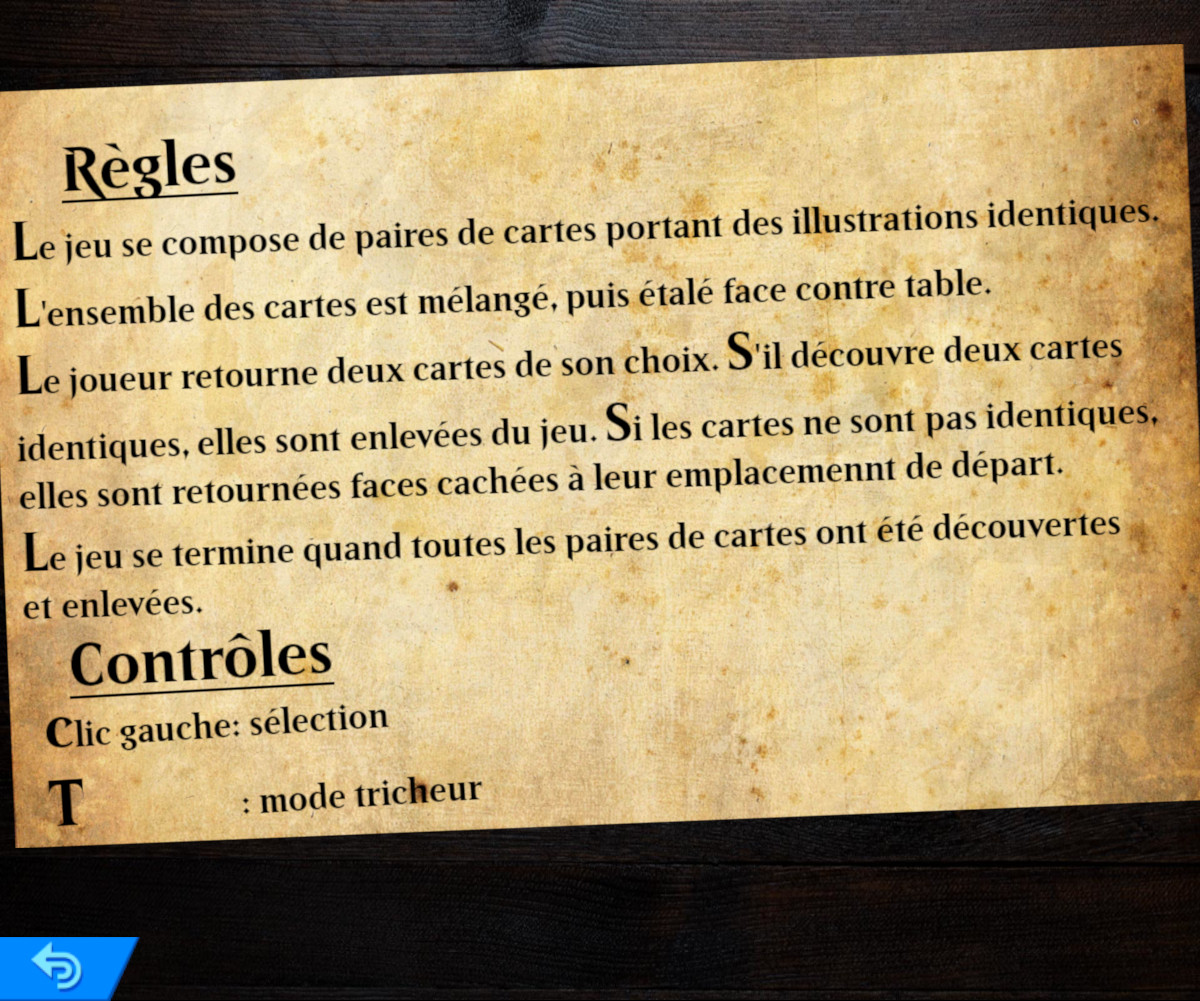 Règles
Le jeu se compose de paires de cartes portant des illustrations identiques.
L'ensemble des cartes est mélangé, puis étalé face contre table.
Le joueur retourne deux cartes de son choix. S'il découvre deux cartes
identiques, elles sont enlevées du jeu. Si les cartes ne sont pas identiques,
elles sont retournées faces cachées à leur emplacemennt de départ.
Le jeu se termine quand toutes les paires de cartes ont été découvertes
et enlevées.
Contrôles
Clic gauche: sélection
T : mode tricheur